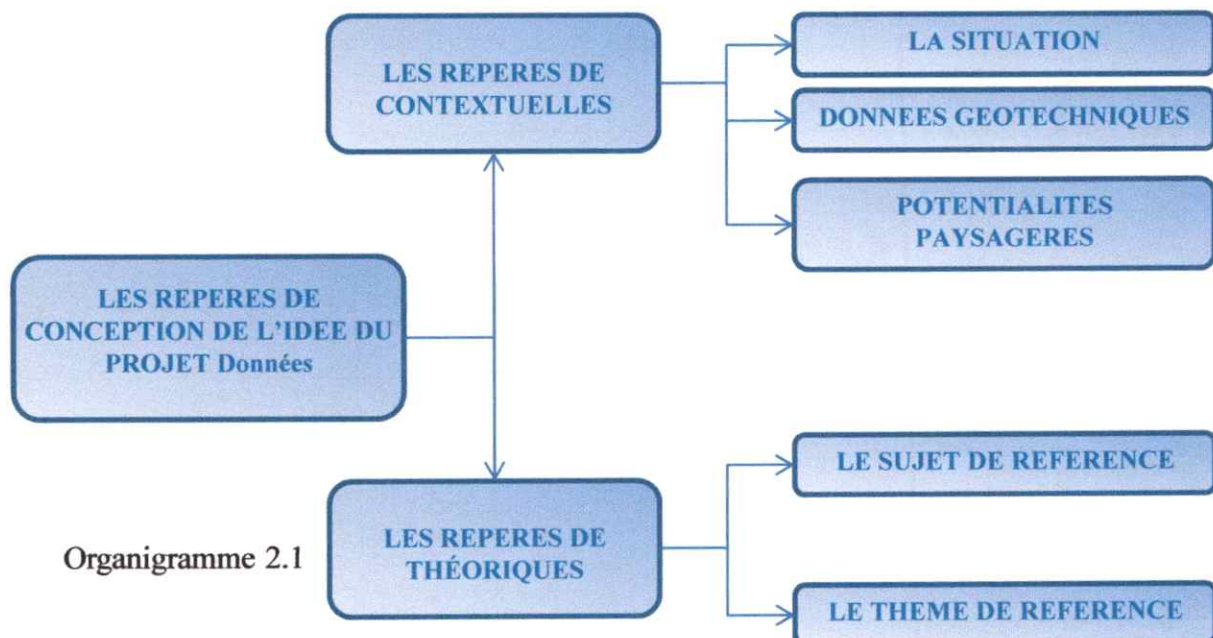 LES REPERES DE
CONTEXTUELLES
LA SITUATION
DONNEES GEOTECHNIQUES
POTENTIALITES
PAYSAGERES
LES REPERES DE
CONCEPTION DE L'IDEE DU
PROJET Données
LES REPERES DE
THÉORIQUES
LE SUJET DE REFERENCE
LE THEME DE REFERENCE
Organigramme 2.1